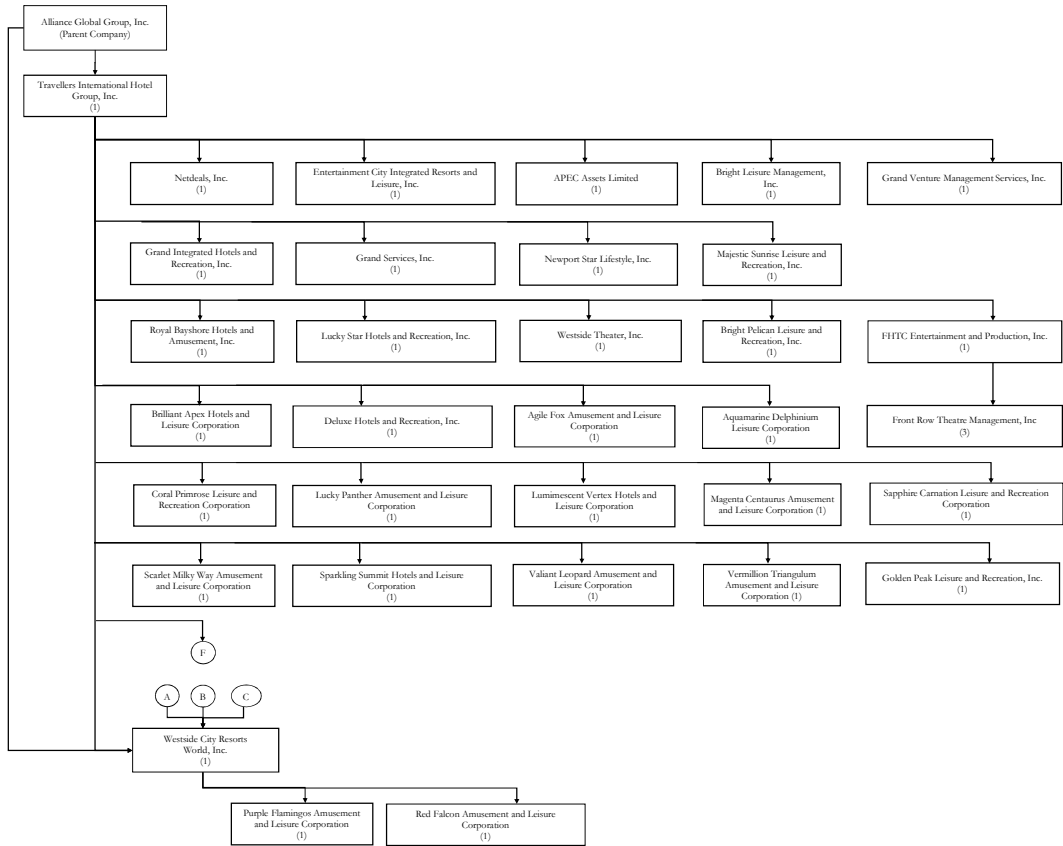 Alliance Global Group, Inc.
(Parent Company)
Travellers International Hotel
Group, Inc.
(1)
Netdeals, Inc.
(1)
Entertainment City Integrated Resorts and
Leisure, Inc.
(1)
APEC Assets Limited
(1)
Bright Leisure Management,
Inc.
(1)
Grand Venture Management Services, Inc.
(1)
Grand Integrated Hotels and
Recreation, Inc.
(1)
Grand Services, Inc.
(1)
Newport Star Lifestyle, Inc.
(1)
Majestic Sunrise Leisure and
Recreation, Inc.
(1)
Royal Bayshore Hotels and
Amusement, Inc.
(1)
Lucky Star Hotels and Recreation, Inc.
(1)
Westside Theater, Inc.
(1)
Bright Pelican Leisure and
Recreation, Inc.
(1)
FHTC Entertainment and Production, Inc.
(1)
Brilliant Apex Hotels and
Leisure Corporation
(1)
Deluxe Hotels and Recreation, Inc.
(1)
Agile Fox Amusement and Leisure
Corporation
(1)
Aquamarine Delphinium
Leisure Corporation
(1)
Front Row Theatre Management, Inc
(3)
Coral Primrose Leisure and
Recreation Corporation
(1)
Lucky Panther Amusement and Leisure
Corporation
(1)
Lumimescent Vertex Hotels and
Leisure Corporation
(1)
Magenta Centaurus Amusement
and Leisure Corporation (1)
Sapphire Carnation Leisure and Recreation
Corporation
(1)
Scarlet Milky Way Amusement
and Leisure Corporation
(1)
Sparkling Summit Hotels and Leisure
Corporation
(1)
Valiant Leopard Amusement and
Leisure Corporation
(1)
Vermillion Triangulum
Amusement and Leisure
Corporation (1)
Golden Peak Leisure and Recreation, Inc.
(1)
F
A
B
C
Westside City Resorts
World, Inc.
(1)
Purple Flamingos Amusement
and Leisure Corporation
(1)
Red Falcon Amusement and Leisure
Corporation
(1)